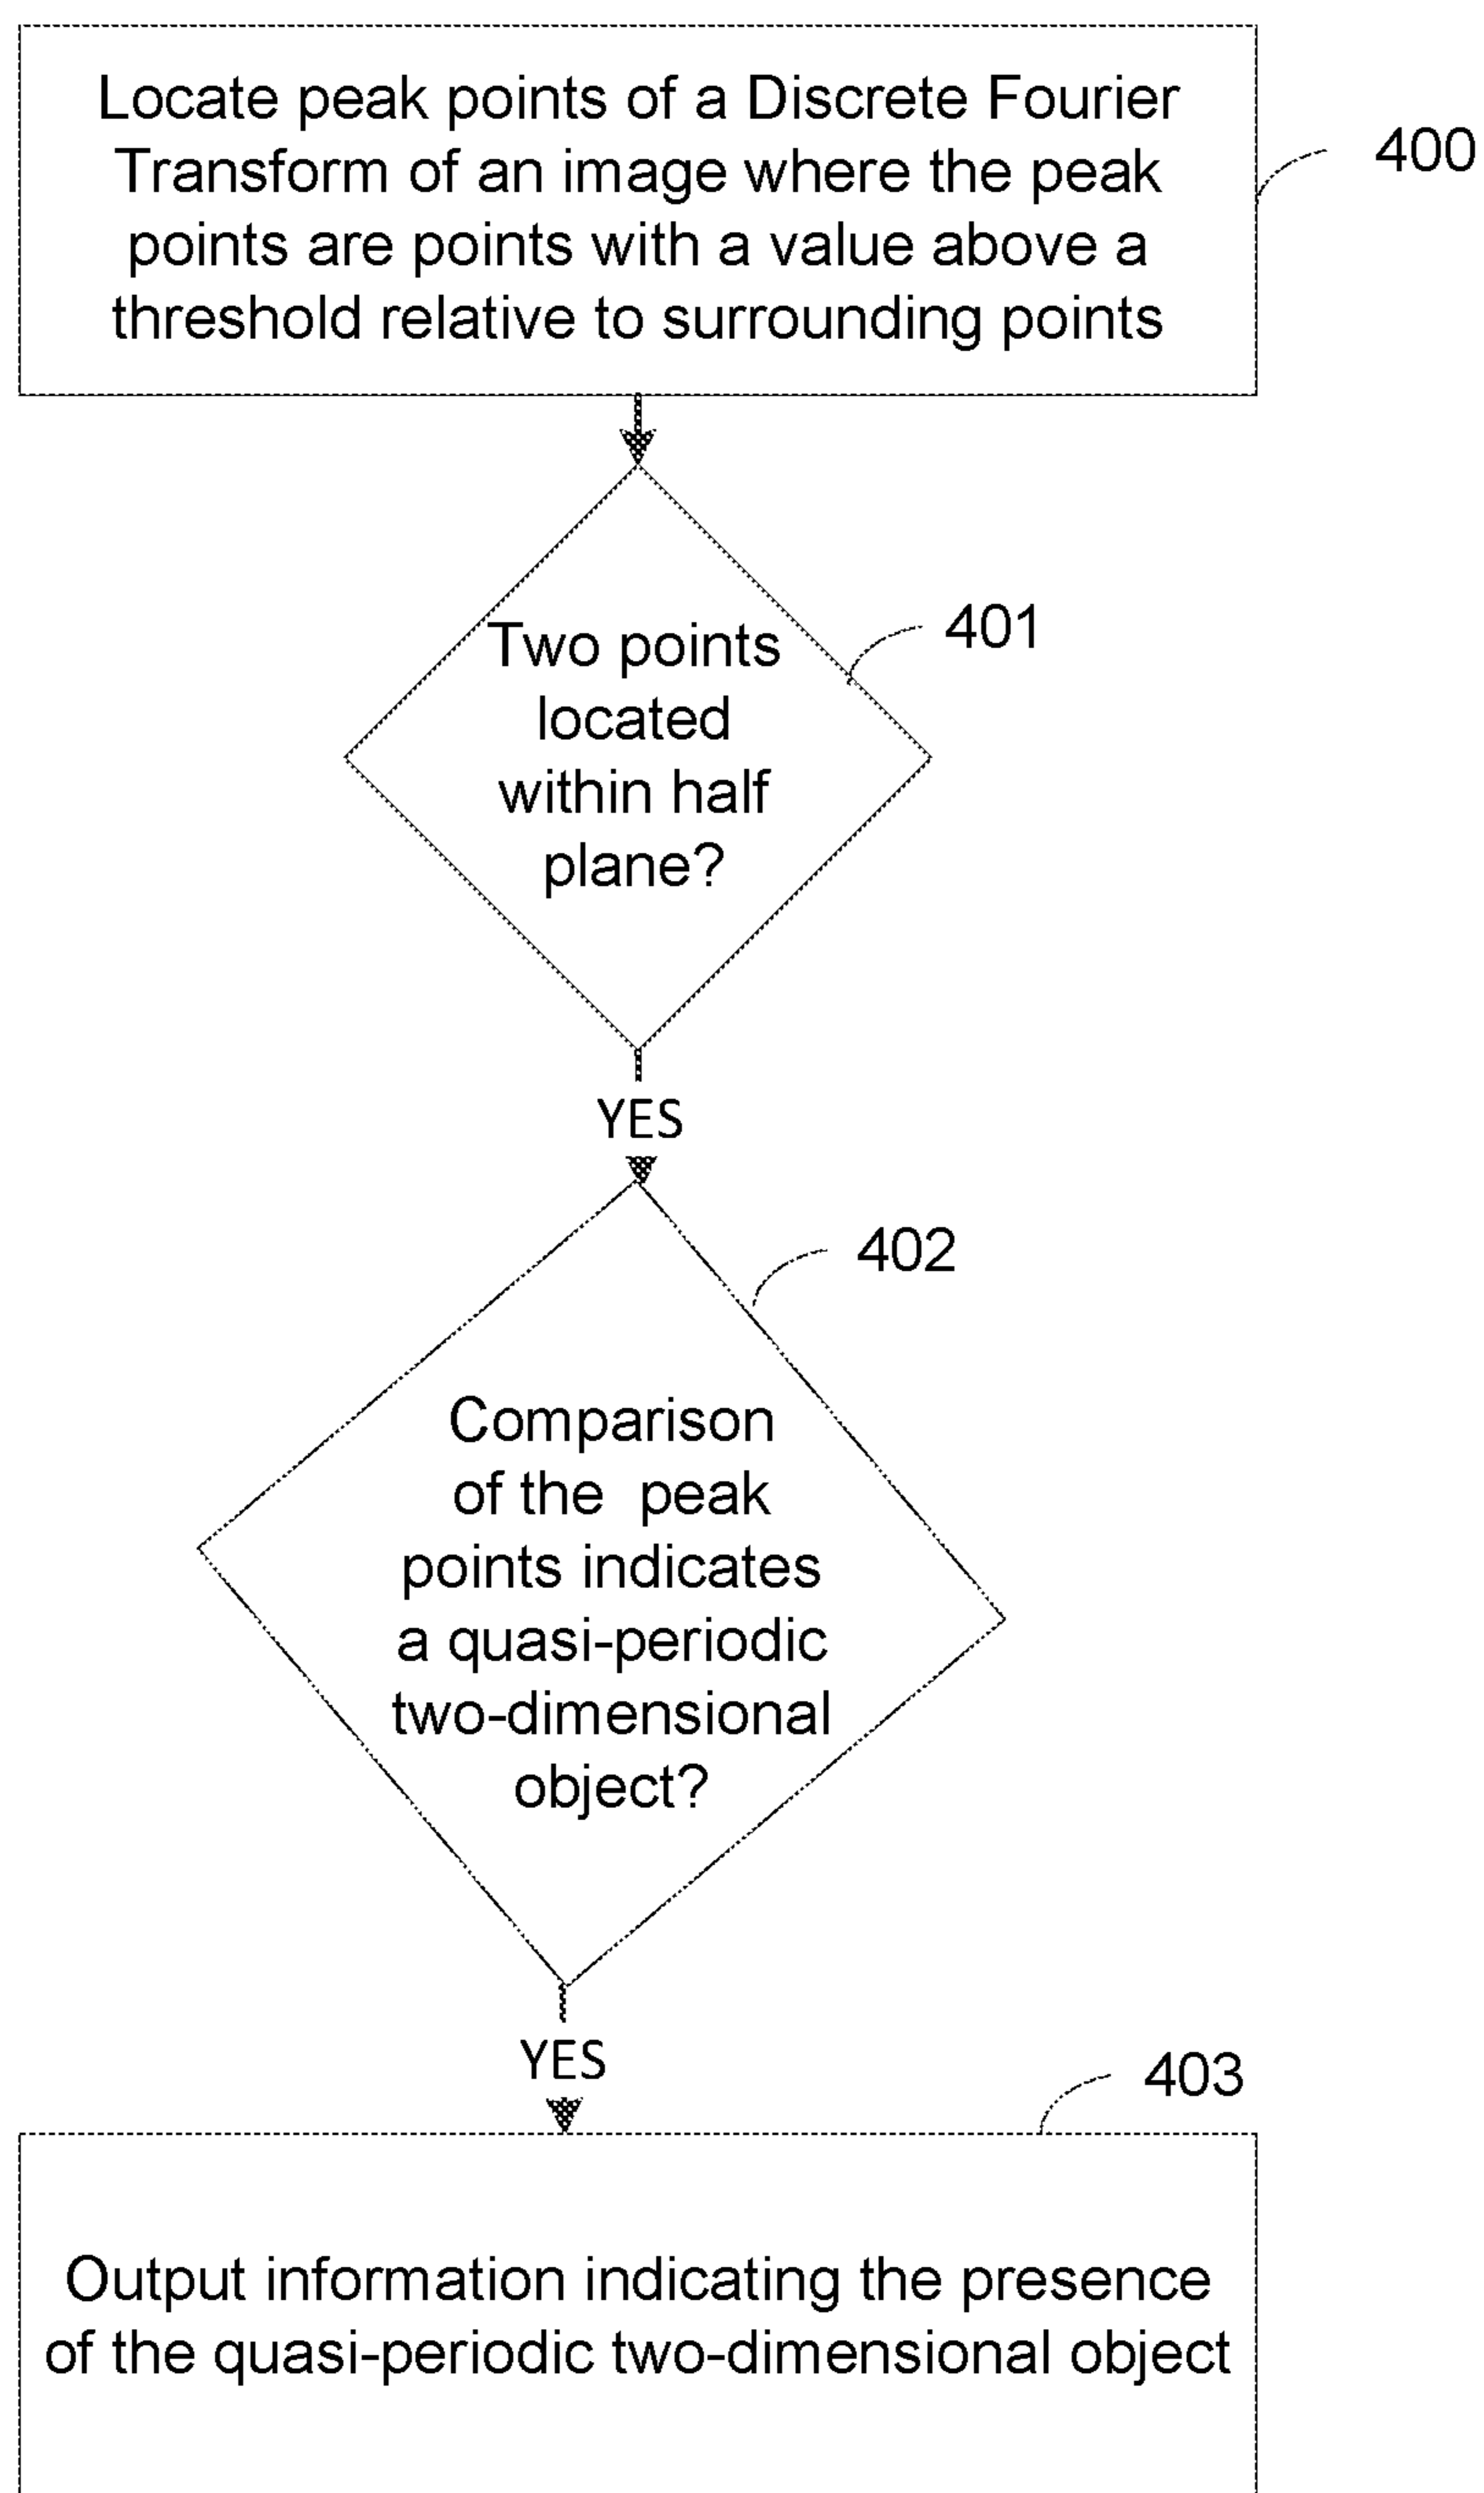 Locate peak points of a Discrete Fourier
Transform of an image where the peak
points are points with a value above a
threshold relative to surrounding points
400
Two points
located
within half
plane?
401
YES
402
Comparison
of the peak
points indicates
a quasi-periodic
two-dimensional
object?
YES
403
Output information indicating the presence
of the quasi-periodic two-dimensional object